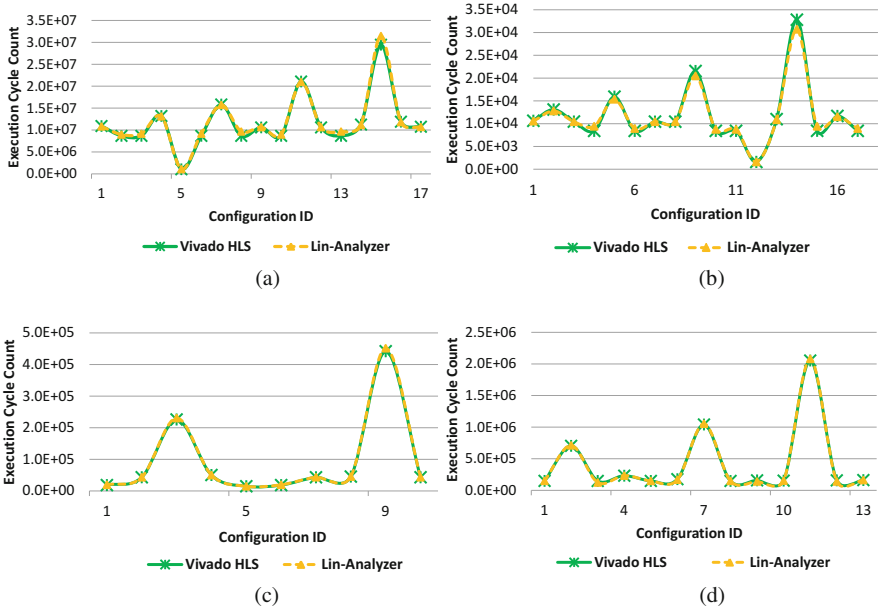 3.5E+07
3.0E+07
2.5E+07
2.0E+07
1.5E+07
1.0E+07
5.0E+06
0.0E+00
Execution Cycle Count
1 5 9 13 17
Configuration ID
Vivado HLS Lin-Analyzer
(a)
3.5E+04
3.0E+04
2.5E+04
2.0E+04
1.5E+04
1.0E+04
5.0E+03
0.0E+00
Execution Cycle Count
1 6 11 16
Configuration ID
Vivado HLS Lin-Analyzer
(b)
5.0E+05
4.0E+05
3.0E+05
2.0E+05
1.0E+05
0.0E+00
Execution Cycle Count
1 5 9
Configuration ID
Vivado HLS Lin-Analyzer
(c)
2.5E+06
2.0E+06
1.5E+06
1.0E+06
5.0E+05
0.0E+00
Execution Cycle Count
1 4 7 10 13
Configuration ID
Vivado HLS Lin-Analyzer
(d)